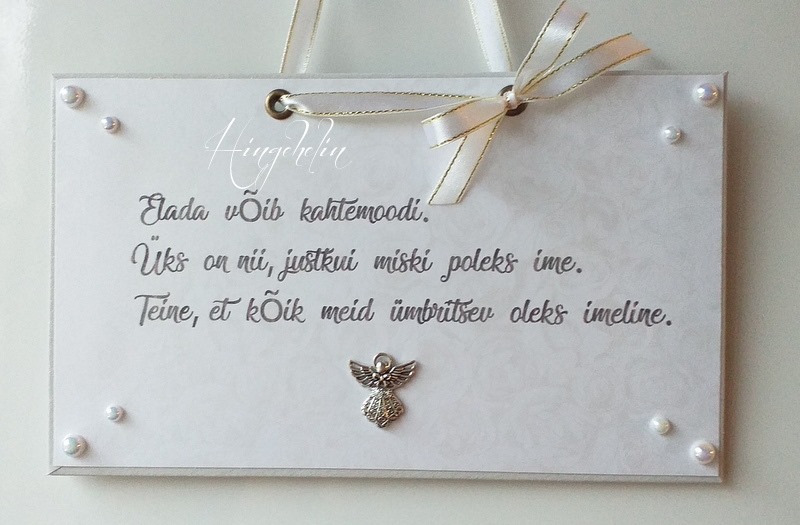 Hingehelin
Elada võib kahtemoodi.
Üks on nii, justkui miski poleks ime.
Teine, et kõik meid ümbritsev oleks imeline.